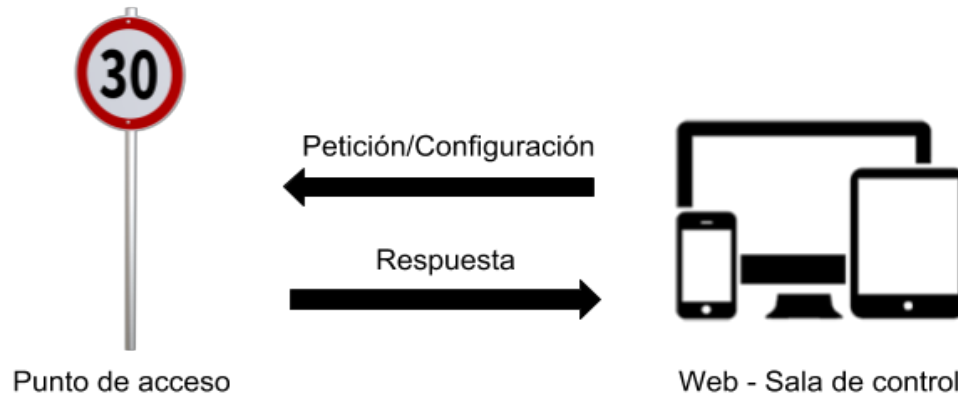 30
Petición/Configuración
Respuesta
Punto de acceso
Web - Sala de control